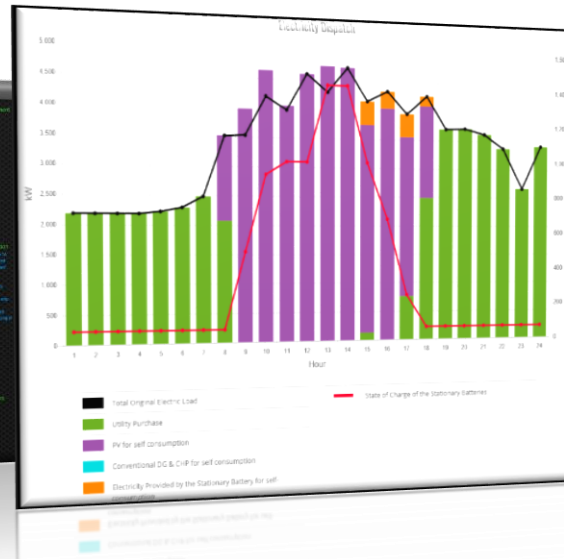 Electricity Dispatch
5.000
4.500
4.000
3.500
3.000
2.500
2.000
1.500
1.000
500
0
kW
1.400
1.200
1.000
800
600
400
200
0
1 2 3 4 5 6 7 8 9 10 11 12 13 14 15 16 17 18 19 20 21 22 23 24
Hour
Total Original Electric Load
State of Charge of the Stationary Batteries
Utility Purchase
PV for self consumption
Conventional DG & CHP for self consumption
Electricity Provided by the Stationary Battery for self
consumption